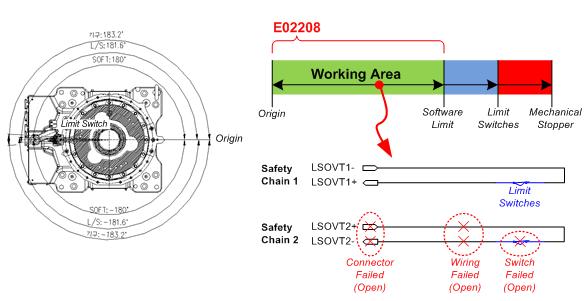 기구:183.2°
L/S:181.6°
SOFT:180°
Limit Switch
Origin
SOFT:-180°
L/S:-181.6°
기구:-183.2°
E02208
Working Area
Origin
Software Limit
Limit Switches
Mechanical Stopper
Safety Chain 1
LSOVT1-
LSOVT1+
Limit Switches
Safety Chain 2
LSOVT2+
LSOVT2-
Connector Failed (Open)
Wiring Failed (Open)
Switch Failed (Open)